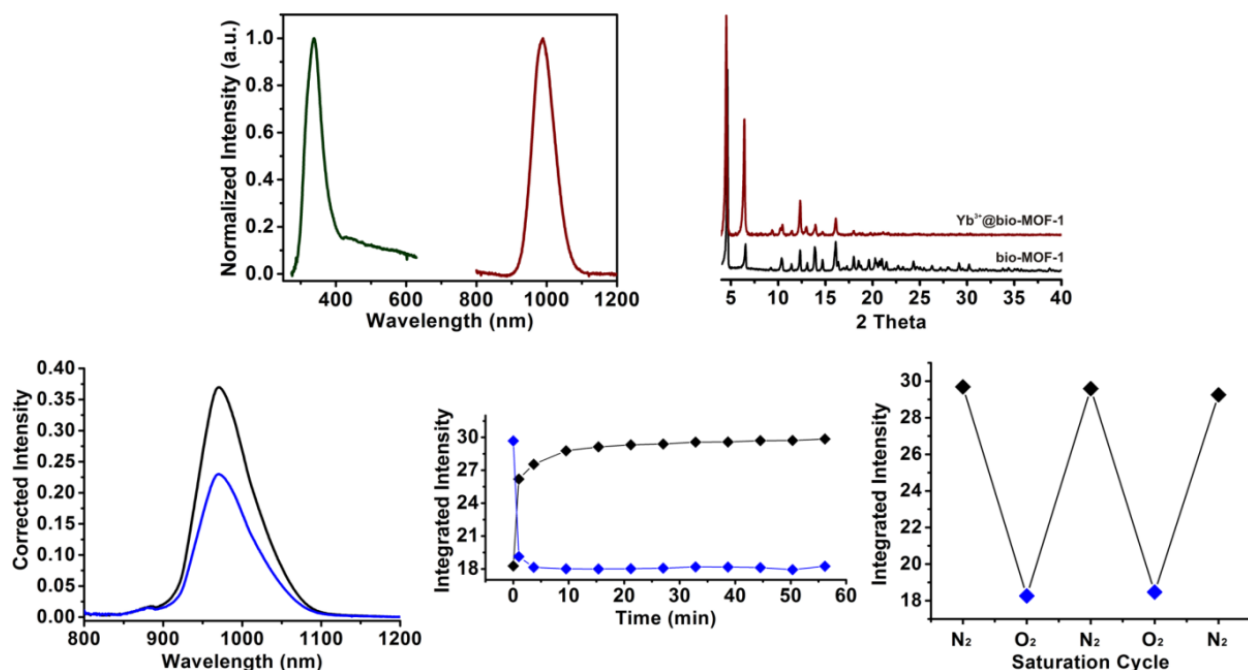 Normalized Intensity (a.u.)
1.0
0.8
0.6
0.4
0.2
0.0
400 600 800 1000 1200
Wavelength (nm)
Yb³⁺@bio-MOF-1
bio-MOF-1
5 10 15 20 25 30 35 40
2 Theta
Corrected Intensity
0.40
0.35
0.30
0.25
0.20
0.15
0.10
0.05
0.00
800 900 1000 1100 1200
Wavelength (nm)
Integrated Intensity
30
27
24
21
18
0 10 20 30 40 50 60
Time (min)
Integrated Intensity
30
28
26
24
22
20
18
N₂ O₂ N₂ O₂ N₂
Saturation Cycle